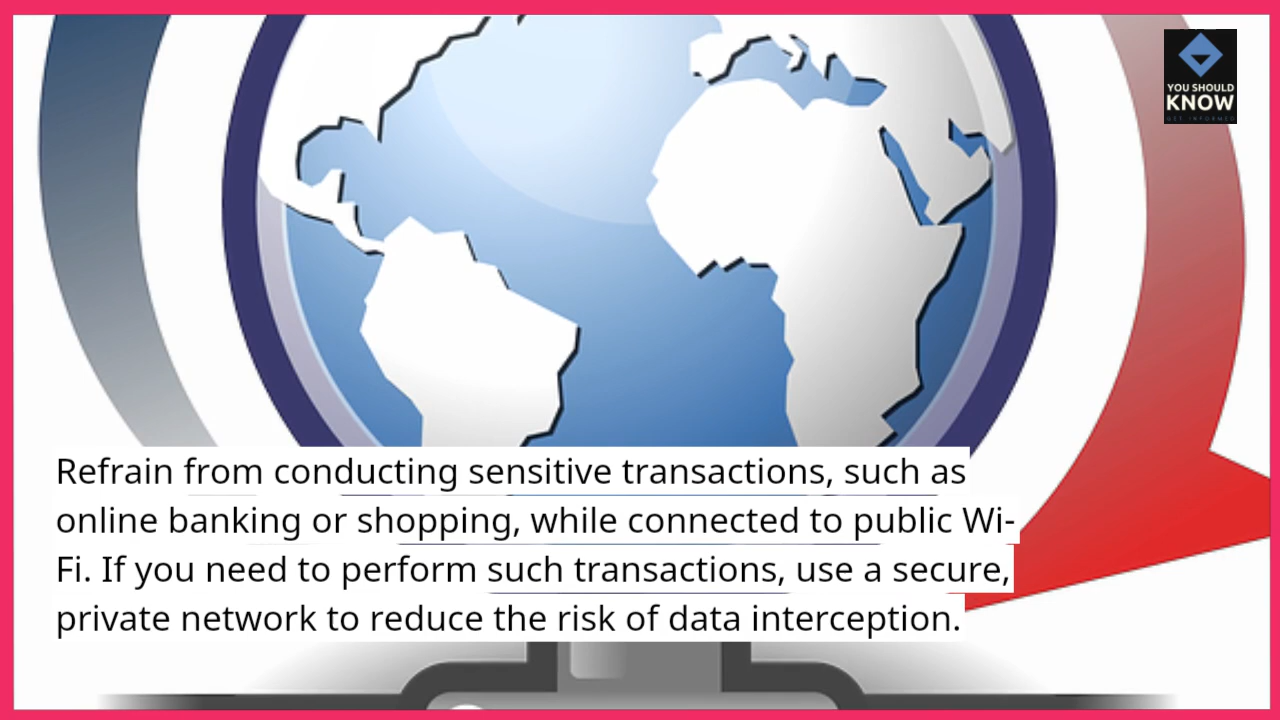 YOU SHOULD
KNOW
GET INFORMED
Refrain from conducting sensitive transactions, such as
online banking or shopping, while connected to public Wi-
Fi. If you need to perform such transactions, use a secure,
private network to reduce the risk of data interception.